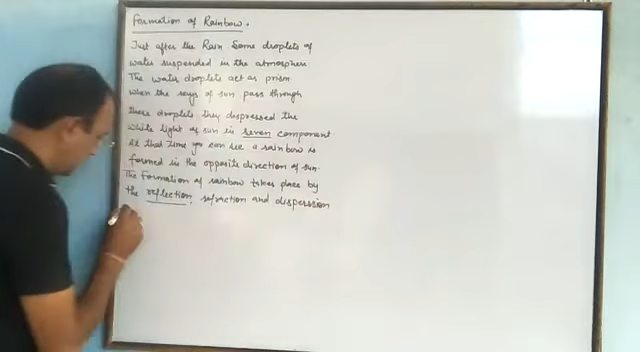 Formation of Rainbow.
Just after the Rain Some droplets of
water suspended in the atmosphere
The water droplets act as prism
when the rays of sun pass through
these droplets they dispressed the
white light of sun in seven component
At that time you can see a rainbow is
formed in the opposite direction of sun.
The Formation of rainbow takes place by
the reflection, refraction and disperssion